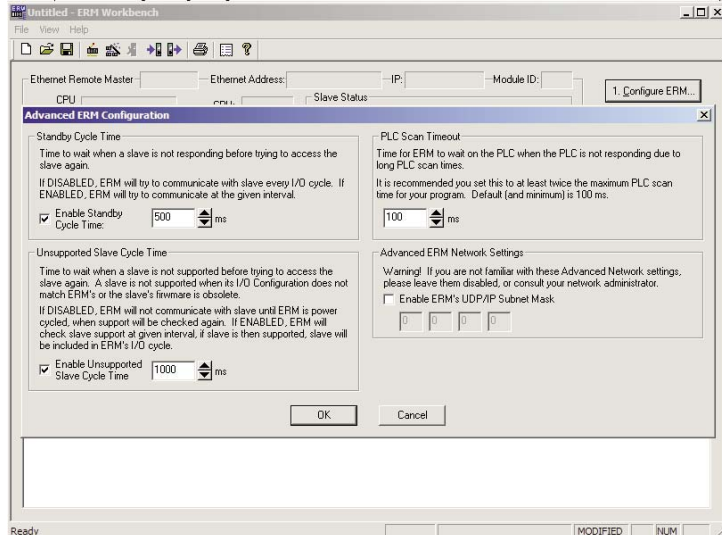 Untitled - ERM Workbench
File View Help
Ethernet Remote Master Ethernet Address: IP: Module ID:
CPU Slave Status
1. Configure ERM...
Advanced ERM Configuration
Standby Cycle Time
Time to wait when a slave is not responding before trying to access the
slave again.
If DISABLED, ERM will try to communicate with slave every I/O cycle. If
ENABLED, ERM will try to communicate at the given interval.
Enable Standby
Cycle Time:
500 ms
PLC Scan Timeout
Time for ERM to wait on the PLC when the PLC is not responding due to
long PLC scan times.
It is recommended you set this to at least twice the maximum PLC scan
time for your program. Default (and minimum) is 100 ms.
100 ms
Unsupported Slave Cycle Time
Time to wait when a slave is not supported before trying to access the
slave again. A slave is not supported when its I/O Configuration does not
match ERM's or the slave's firmware is obsolete.
If DISABLED, ERM will not communicate with slave until ERM is power
cycled, when support will be checked again. If ENABLED, ERM will
check slave support at given interval, if slave is then supported, slave will
be included in ERM's I/O cycle.
Enable Unsupported
Slave Cycle Time
1000 ms
Advanced ERM Network Settings
Warning! If you are not familiar with these Advanced Network settings,
please leave them disabled, or consult your network administrator.
Enable ERM's UDP/IP Subnet Mask
0 0 0 0
OK Cancel
Ready MODIFIED NUM